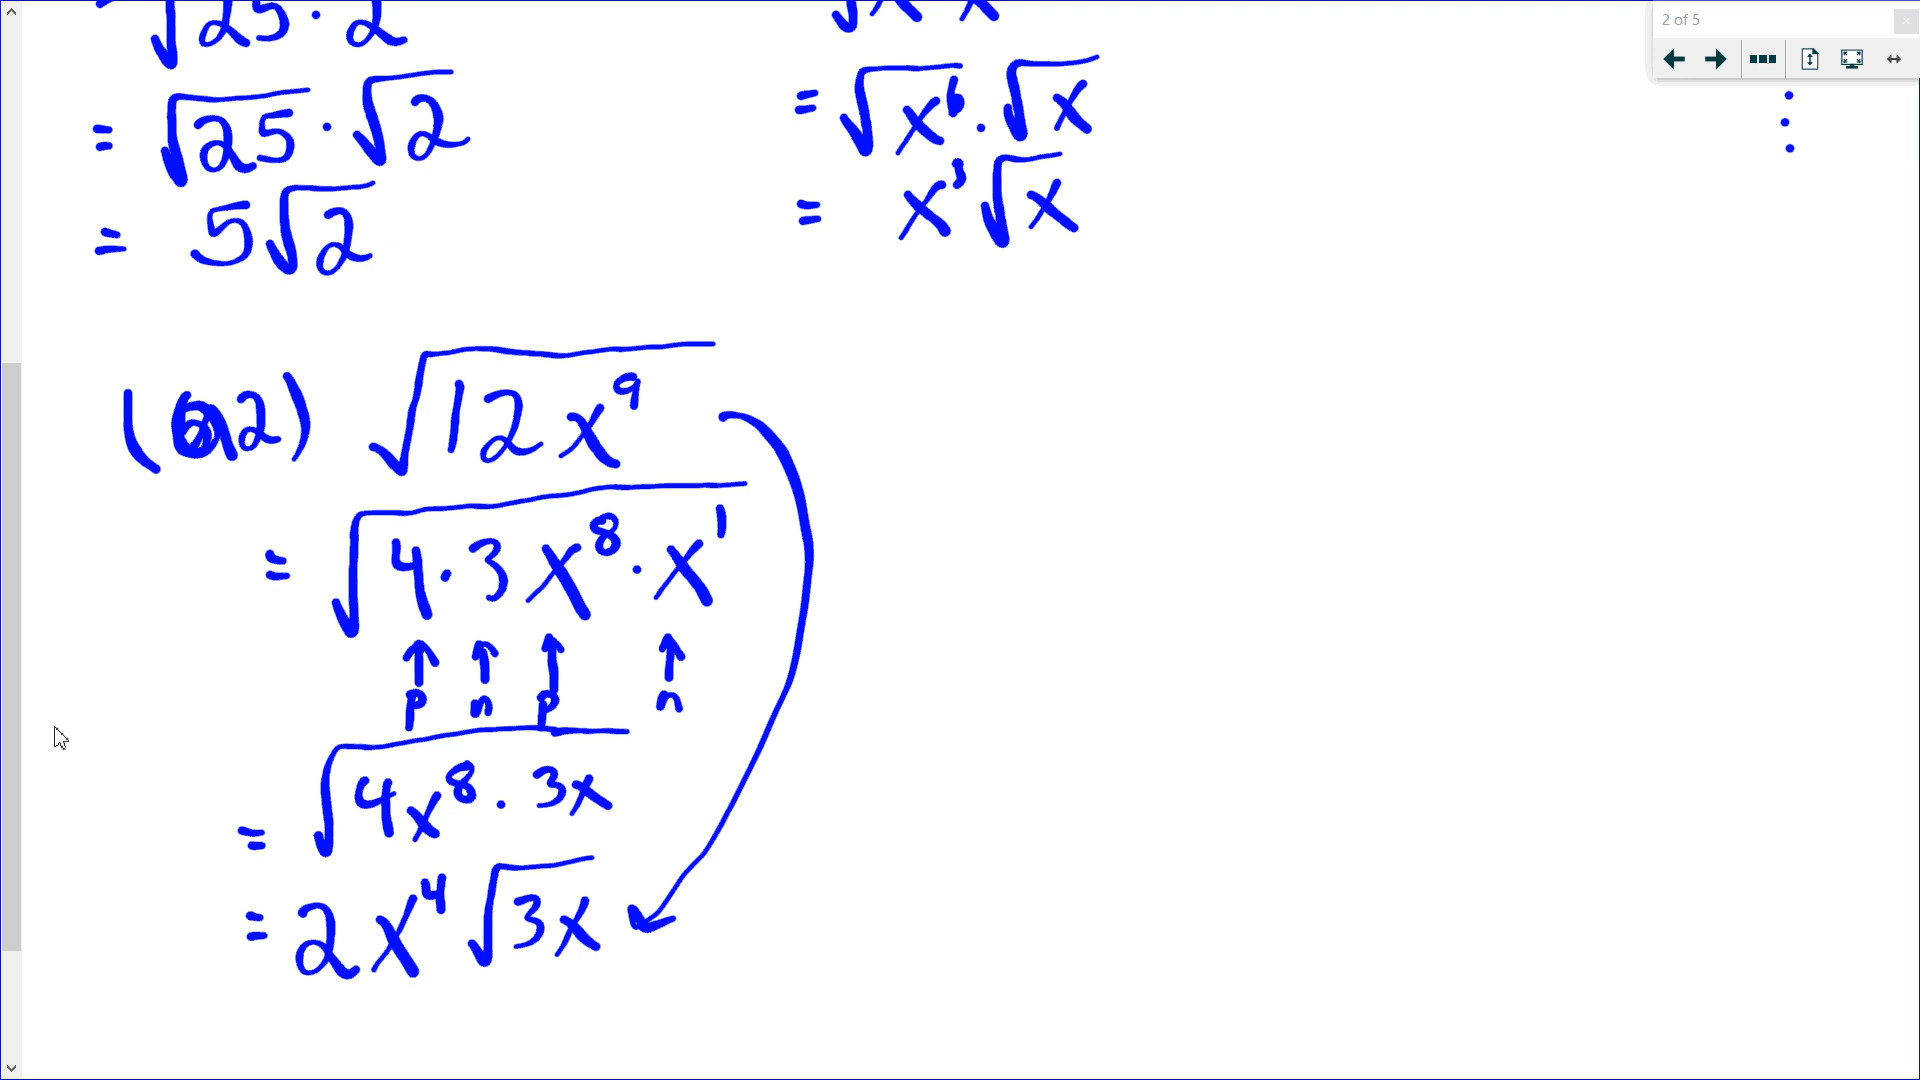 2 of 5
√25 · 2
= √25 · √2
= 5√2
= √x⁶ · √x
= x³√x
2) √12x⁹
= √4·3x⁸·x¹
↑ ↑ ↑ ↑
p n p n
= √4x⁸ · 3x
= 2x⁴√3x